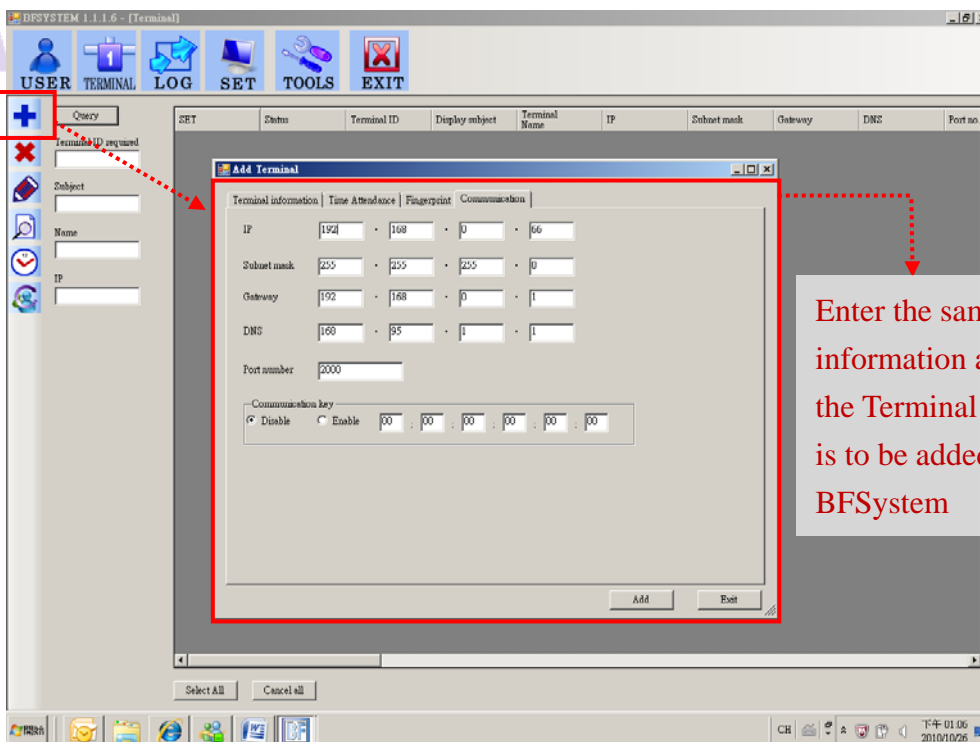 BFSYSTEM 1.1.1.6 - [Terminal]
USER TERMINAL LOG SET TOOLS EXIT
Query
Terminal ID required
Subject
Name
IP
SET Status Terminal ID Display subject Terminal Name IP Subnet mask Gateway DNS Port no.
Add Terminal
Terminal information Time Attendance Fingerprint Communication
IP 192 . 168 . 0 . 66
Subnet mask 255 . 255 . 255 . 0
Gateway 192 . 168 . 0 . 1
DNS 168 . 95 . 1 . 1
Port number 2000
Communication key
Disable Enable 00 : 00 : 00 : 00 : 00 : 00
Add Exit
Enter the sam
information a
the Terminal
is to be added
BFSystem
Select All Cancel all
開始
CH
下午 01:06
2010/10/26